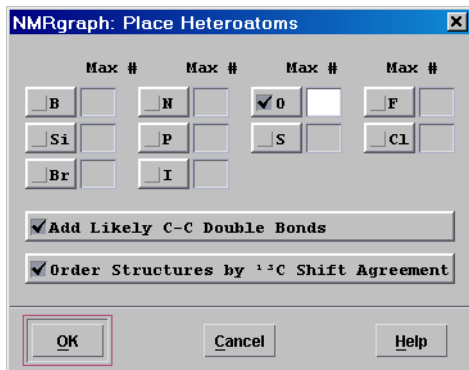 NMRgraph: Place Heteroatoms
Max # Max # Max # Max #
B N O F
Si P S Cl
Br I
Add Likely C-C Double Bonds
Order Structures by ¹³C Shift Agreement
OK Cancel Help